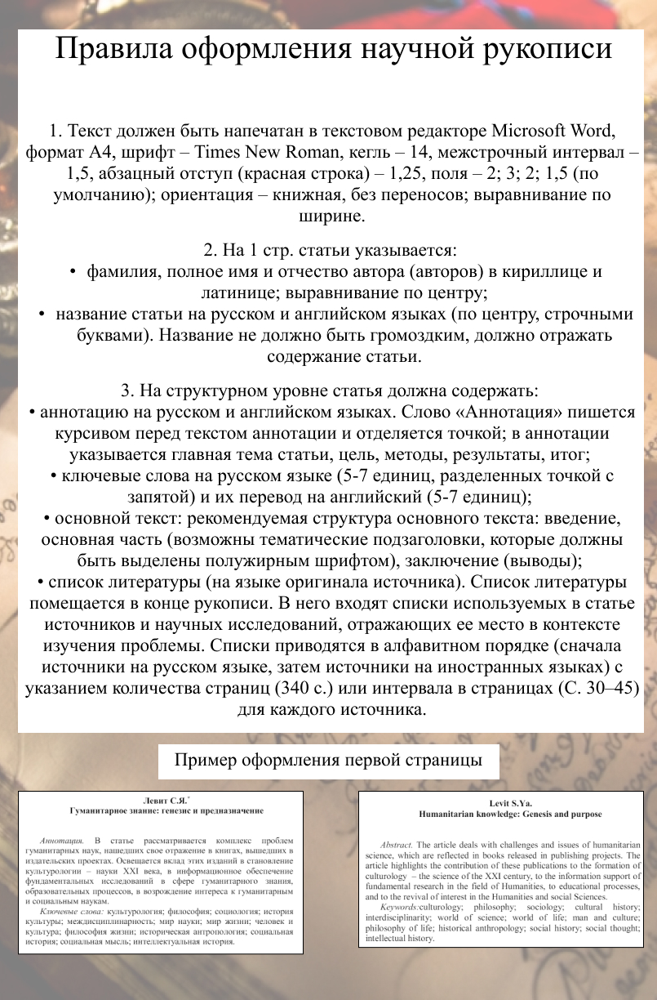 Правила оформления научной рукописи
1. Текст должен быть напечатан в текстовом редакторе Microsoft Word,
формат А4, шрифт – Times New Roman, кегль – 14, межстрочный интервал –
1,5, абзацный отступ (красная строка) – 1,25, поля – 2; 3; 2; 1,5 (по
умолчанию); ориентация – книжная, без переносов; выравнивание по
ширине.
2. На 1 стр. статьи указывается:
• фамилия, полное имя и отчество автора (авторов) в кириллице и
латинице; выравнивание по центру;
• название статьи на русском и английском языках (по центру, строчными
буквами). Название не должно быть громоздким, должно отражать
содержание статьи.
3. На структурном уровне статья должна содержать:
• аннотацию на русском и английском языках. Слово «Аннотация» пишется
курсивом перед текстом аннотации и отделяется точкой; в аннотации
указывается главная тема статьи, цель, методы, результаты, итог;
• ключевые слова на русском языке (5-7 единиц, разделенных точкой с
запятой) и их перевод на английский (5-7 единиц);
• основной текст: рекомендуемая структура основного текста: введение,
основная часть (возможны тематические подзаголовки, которые должны
быть выделены полужирным шрифтом), заключение (выводы);
• список литературы (на языке оригинала источника). Список литературы
помещается в конце рукописи. В него входят списки используемых в статье
источников и научных исследований, отражающих ее место в контексте
изучения проблемы. Списки приводятся в алфавитном порядке (сначала
источники на русском языке, затем источники на иностранных языках) с
указанием количества страниц (340 с.) или интервала в страницах (С. 30–45)
для каждого источника.
Пример оформления первой страницы
Левит С.Я.*
Гуманитарное знание: генезис и предназначение
Аннотация. В статье рассматривается комплекс проблем
гуманитарных наук, нашедших свое отражение в книгах, вышедших в
издательских проектах. Освещается вклад этих изданий в становление
культурологии – науки XXI века, в информационное обеспечение
фундаментальных исследований в сфере гуманитарного знания,
образовательных процессов, в возрождение интереса к гуманитарным
и социальным наукам.
Ключевые слова: культурология; философия; социология; история
культуры; междисциплинарность; мир науки; мир жизни; человек и
культура; философия жизни; историческая антропология; социальная
история; социальная мысль; интеллектуальная история.
Levit S.Ya.
Humanitarian knowledge: Genesis and purpose
Abstract. The article deals with challenges and issues of humanitarian
science, which are reflected in books released in publishing projects. The
article highlights the contribution of these publications to the formation of
culturology – the science of the XXI century, to the information support of
fundamental research in the field of Humanities, to educational processes,
and to the revival of interest in the Humanities and social Sciences.
Keywords:culturology; philosophy; sociology; cultural history;
interdisciplinarity; world of science; world of life; man and culture;
philosophy of life; historical anthropology; social history; social thought;
intellectual history.